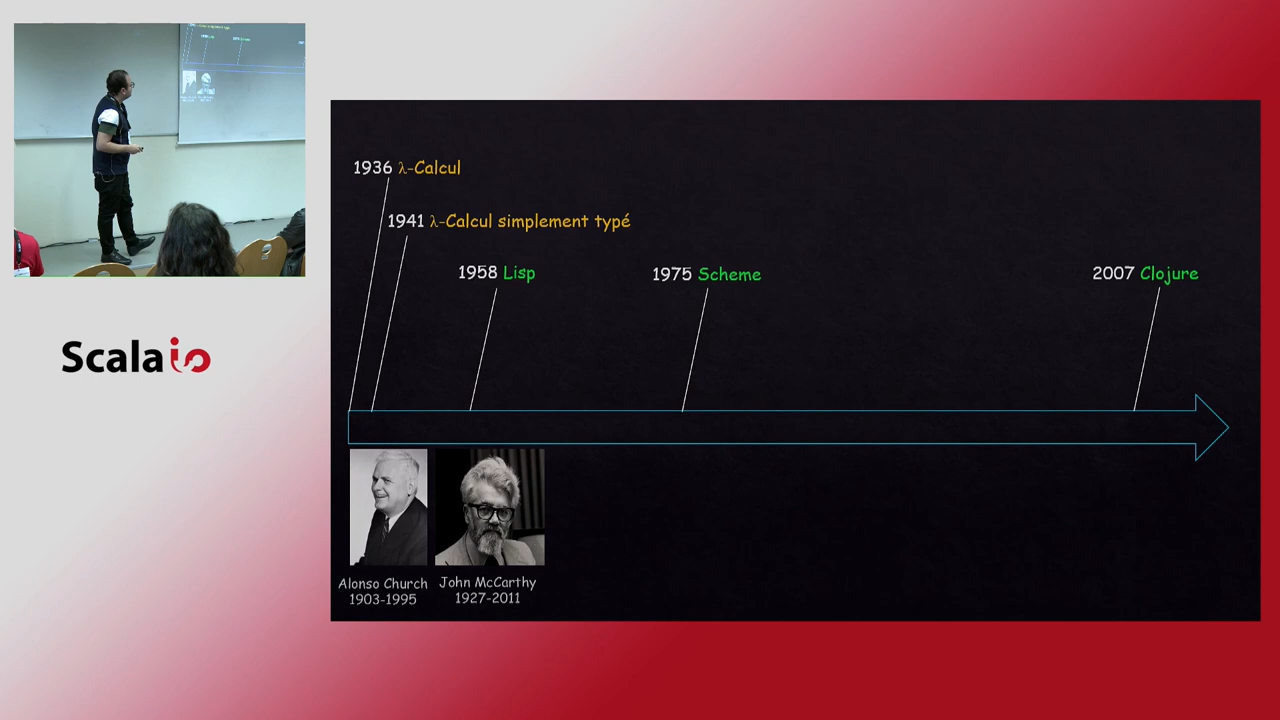 1936 λ-Calcul
1941 λ-Calcul simplement typé
1958 Lisp
1975 Scheme
2007 Clojure
Scala io
Alonso Church
1903-1995
John McCarthy
1927-2011